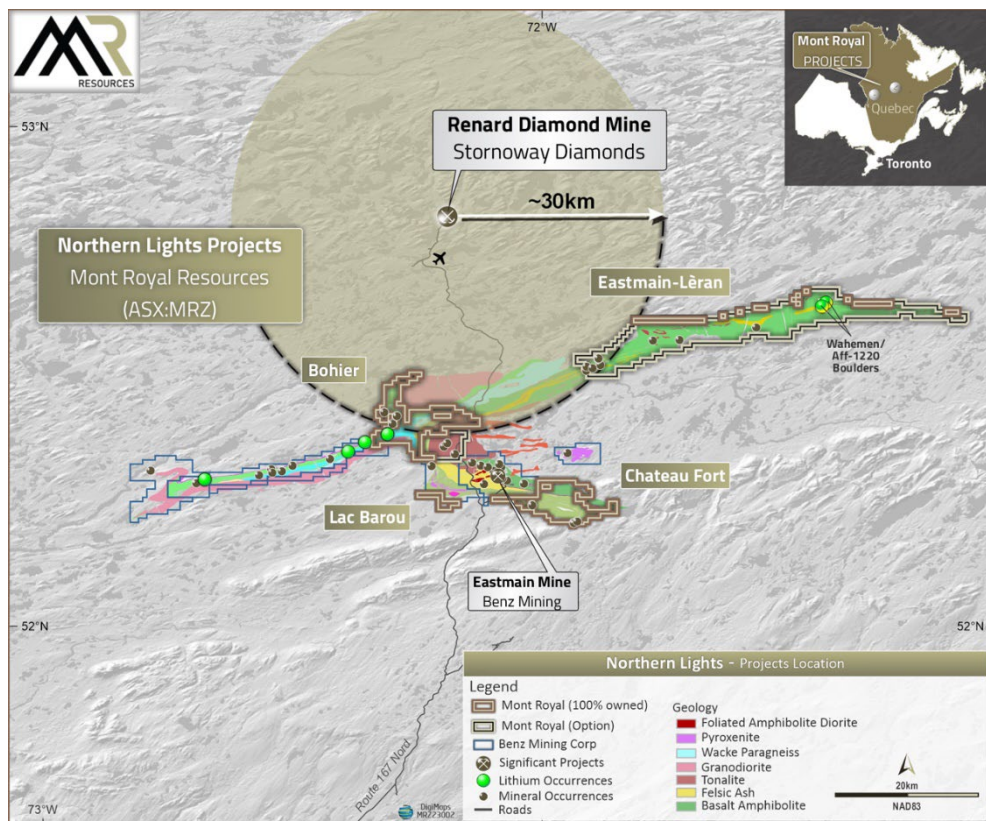 MR
RESOURCES
72°W
Mont Royal
PROJECTS
Quebec
Toronto
53°N
Renard Diamond Mine
Stornoway Diamonds
~30km
Northern Lights Projects
Mont Royal Resources
(ASX:MRZ)
Eastmain-Lèran
Wahemen/
Aff-1220
Boulders
Bohier
Chateau Fort
Lac Barou
Eastmain Mine
Benz Mining
52°N
52°N
Northern Lights - Projects Location
Legend
Mont Royal (100% owned)
Mont Royal (Option)
Benz Mining Corp
Significant Projects
Lithium Occurrences
Mineral Occurrences
Roads
Geology
Foliated Amphibolite Diorite
Pyroxenite
Wacke Paragneiss
Granodiorite
Tonalite
Felsic Ash
Basalt Amphibolite
20km
NAD83
Route 167 Nord
73°W
DigiMaps
MRZ23002